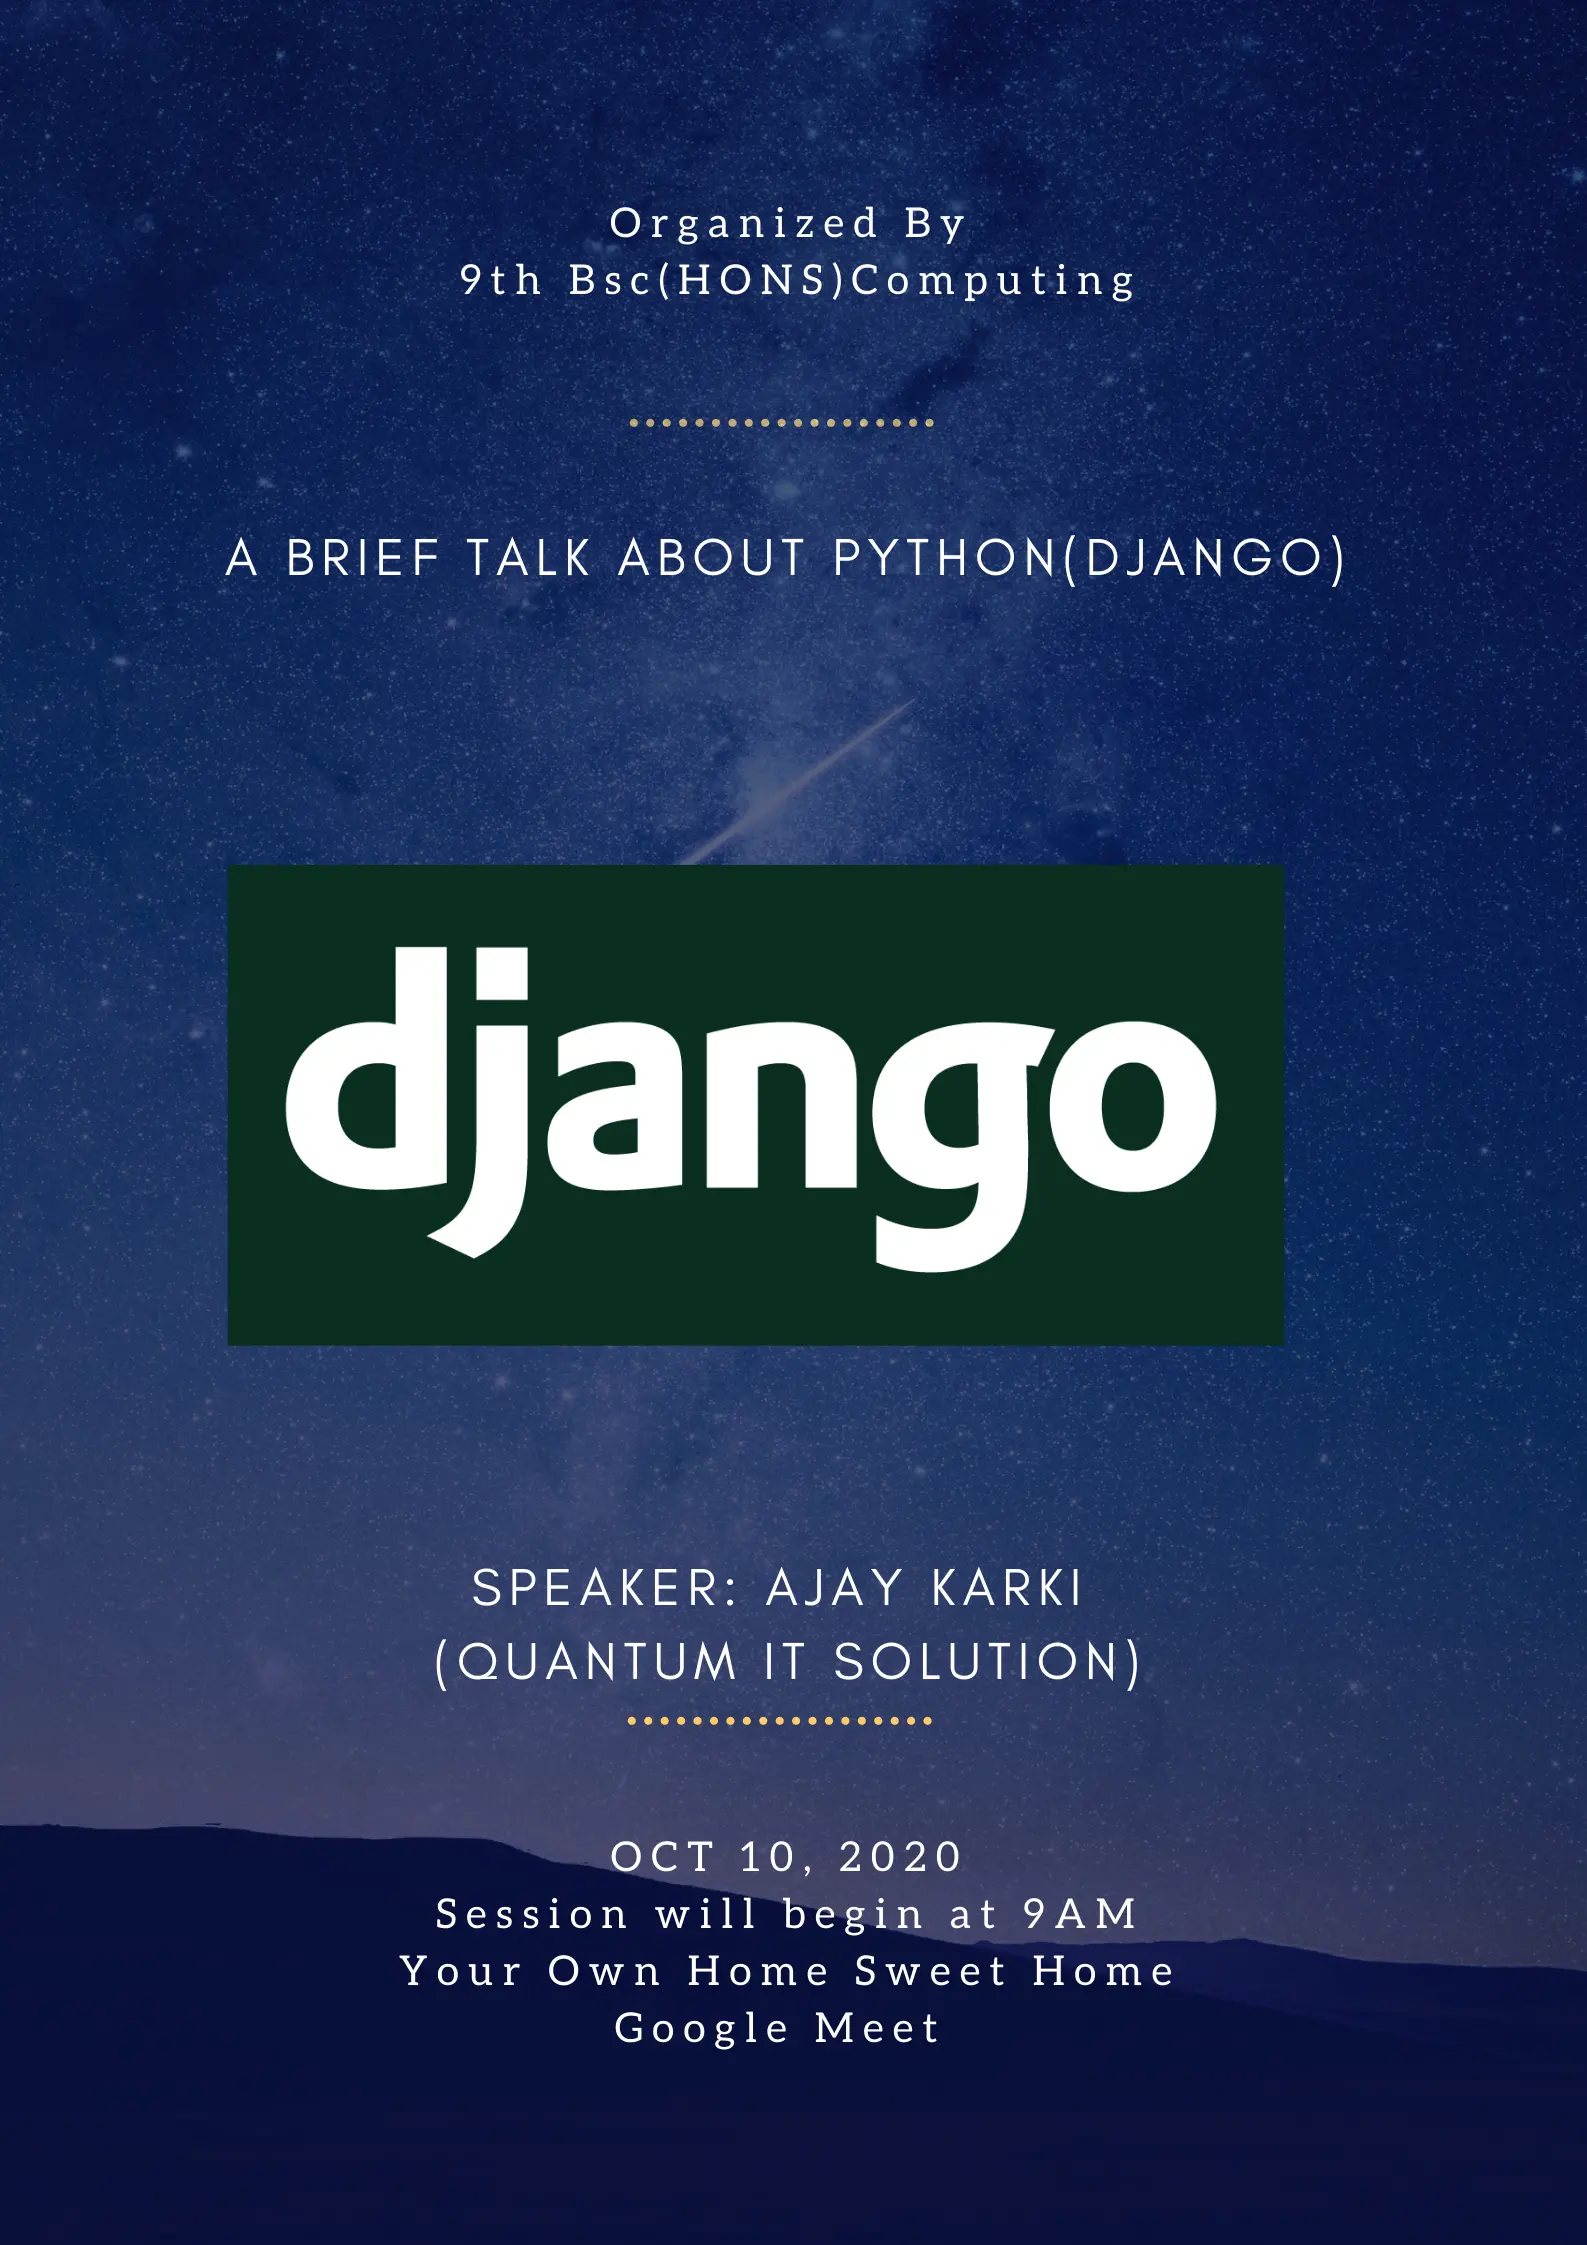 Organized By
9th Bsc(HONS)Computing
A BRIEF TALK ABOUT PYTHON(DJANGO)
django
SPEAKER: AJAY KARKI
(QUANTUM IT SOLUTION)
OCT 10, 2020
Session will begin at 9AM
Your Own Home Sweet Home
Google Meet